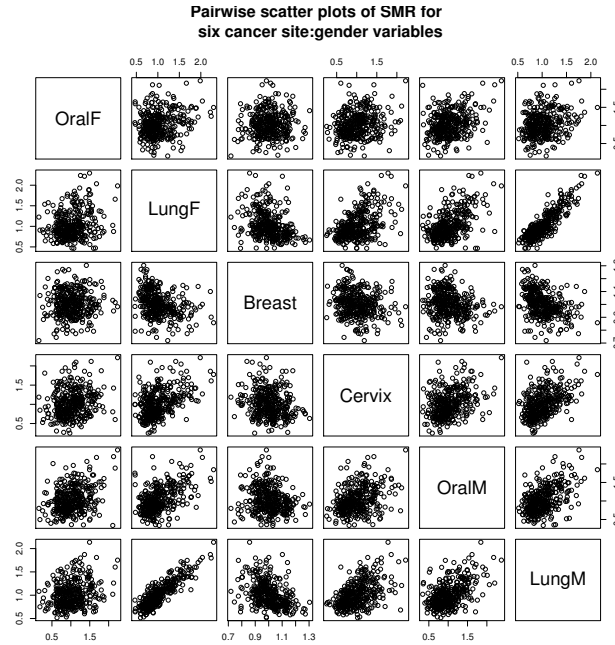 Pairwise scatter plots of SMR for
six cancer site:gender variables
0.5 1.0 1.5 2.0
0.5 1.5
0.5 1.0 1.5 2.0
OralF
0.5 1.0 1.5 2.0
LungF
Breast
0.5 1.5
Cervix
OralM
0.5 1.0 1.5 2.0
LungM
0.5 1.5
0.7 0.9 1.1 1.3
0.5 1.5